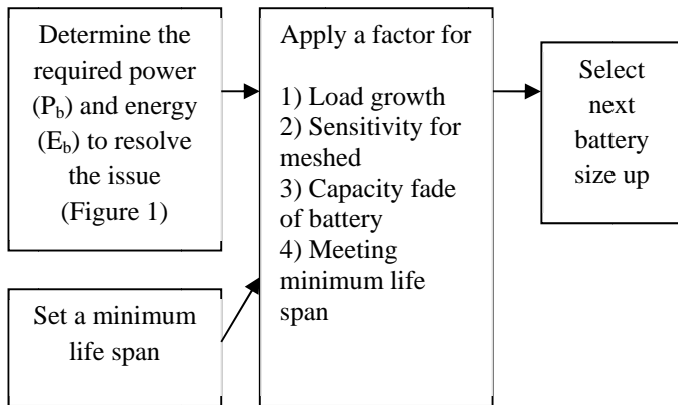 Determine the
required power
(P_b) and energy
(E_b) to resolve
the issue
(Figure 1)
Set a minimum
life span
Apply a factor for
1) Load growth
2) Sensitivity for
meshed
3) Capacity fade
of battery
4) Meeting
minimum life
span
Select
next
battery
size up